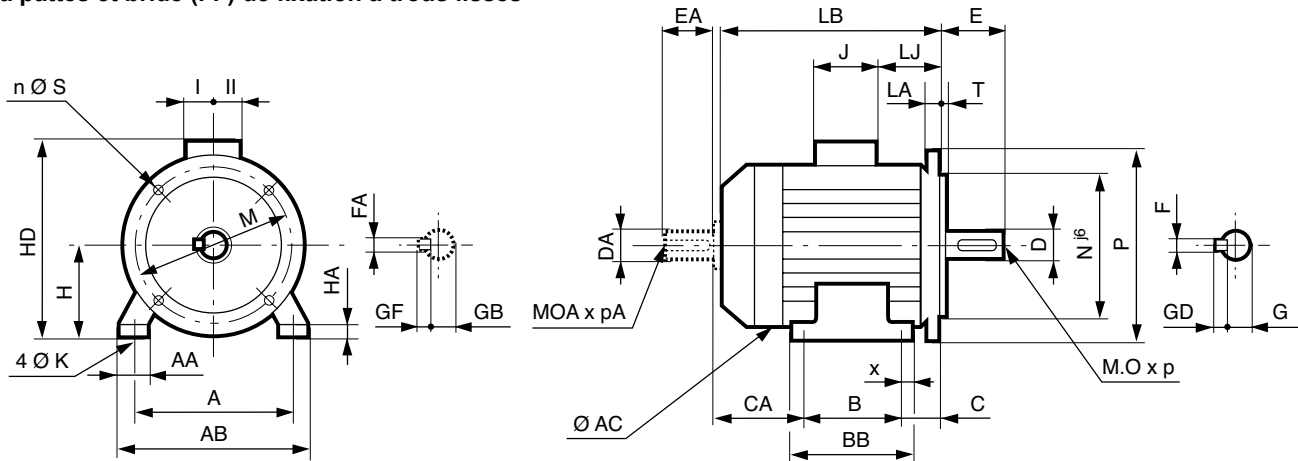 à pattes et bride (FF) de fixation à trous lisses
EA
LB
E
J
LJ
LA
T
n Ø S
I
II
HD
H
M
FA
HA
GF
GB
4 Ø K
AA
A
AB
DA
MOA x pA
Ø AC
CA
B
C
BB
x
D
N j6
P
F
GD
G
M.O x p